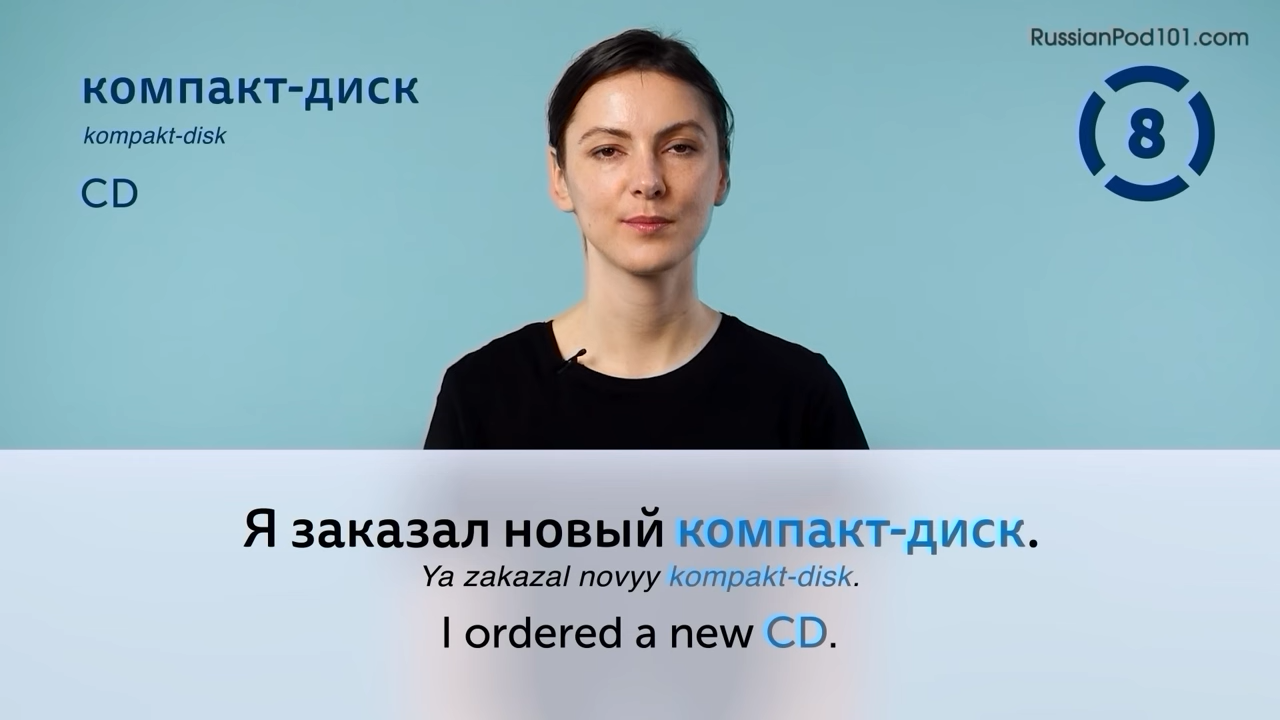 RussianPod101.com
компакт-диск
kompakt-disk
CD
8
Я заказал новый компакт-диск.
Ya zakazal novyy kompakt-disk.
I ordered a new CD.